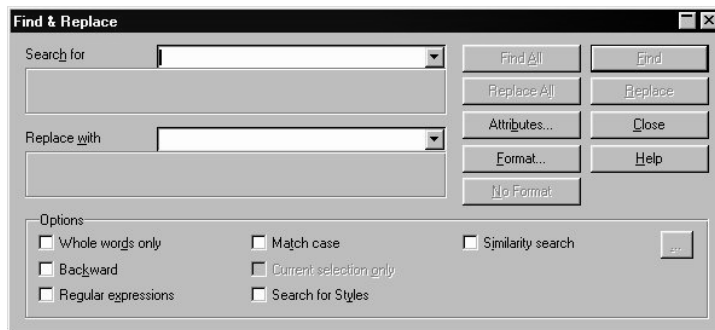 Find & Replace
Search for
Find All
Find
Replace All
Replace
Replace with
Attributes...
Close
Format...
Help
No Format
Options
Whole words only
Match case
Similarity search
...
Backward
Current selection only
Regular expressions
Search for Styles